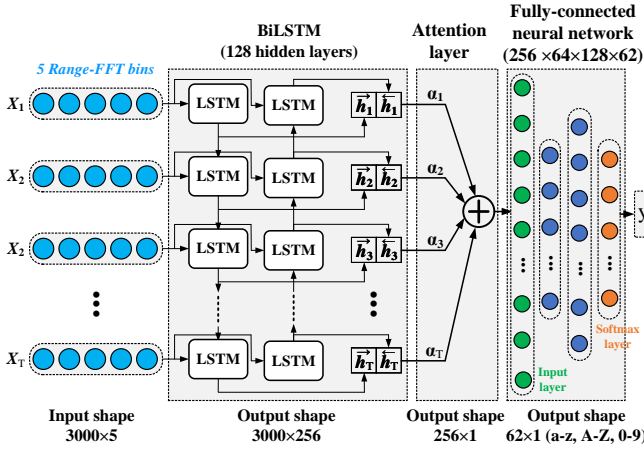 BiLSTM
(128 hidden layers)
Attention
layer
Fully-connected
neural network
(256 ×64×128×62)
5 Range-FFT bins
X1
LSTM
LSTM
h1 h1
α1
X2
LSTM
LSTM
h2 h2
α2
X2
LSTM
LSTM
h3 h3
α3
XT
LSTM
LSTM
hT hT
αT
+
y
Softmax
layer
Input
layer
Input shape
3000×5
Output shape
3000×256
Output shape
256×1
Output shape
62×1 (a-z, A-Z, 0-9)